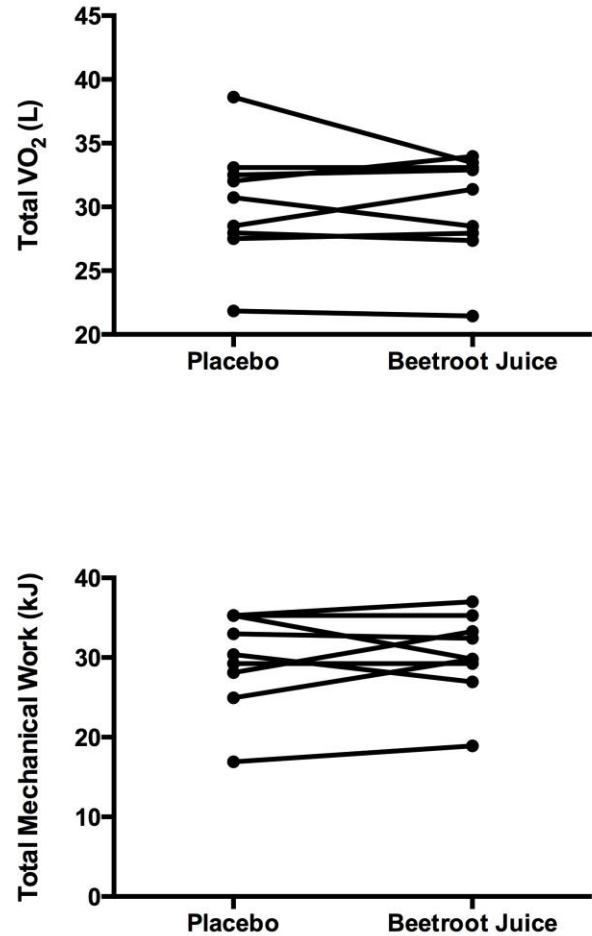 Total VO₂ (L)
45
40
35
30
25
20
Placebo Beetroot Juice
Total Mechanical Work (kJ)
40
30
20
10
0
Placebo Beetroot Juice